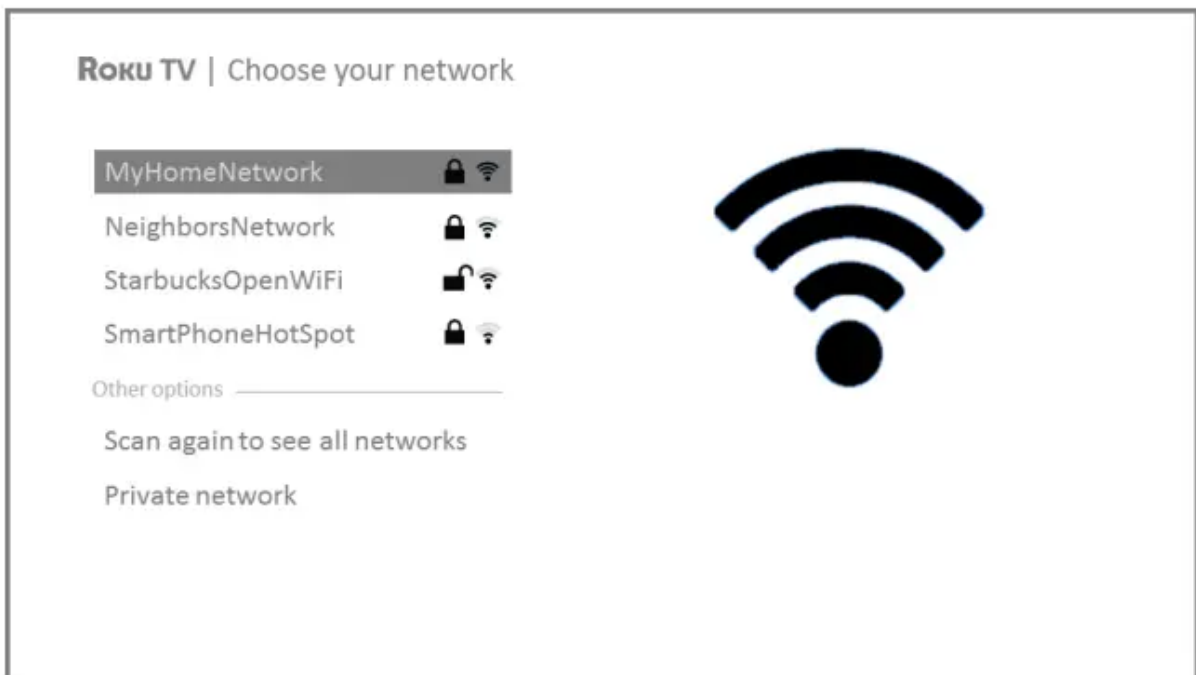 ROKU TV | Choose your network
MyHomeNetwork
NeighborsNetwork
StarbucksOpenWiFi
SmartPhoneHotSpot
Other options
Scan again to see all networks
Private network